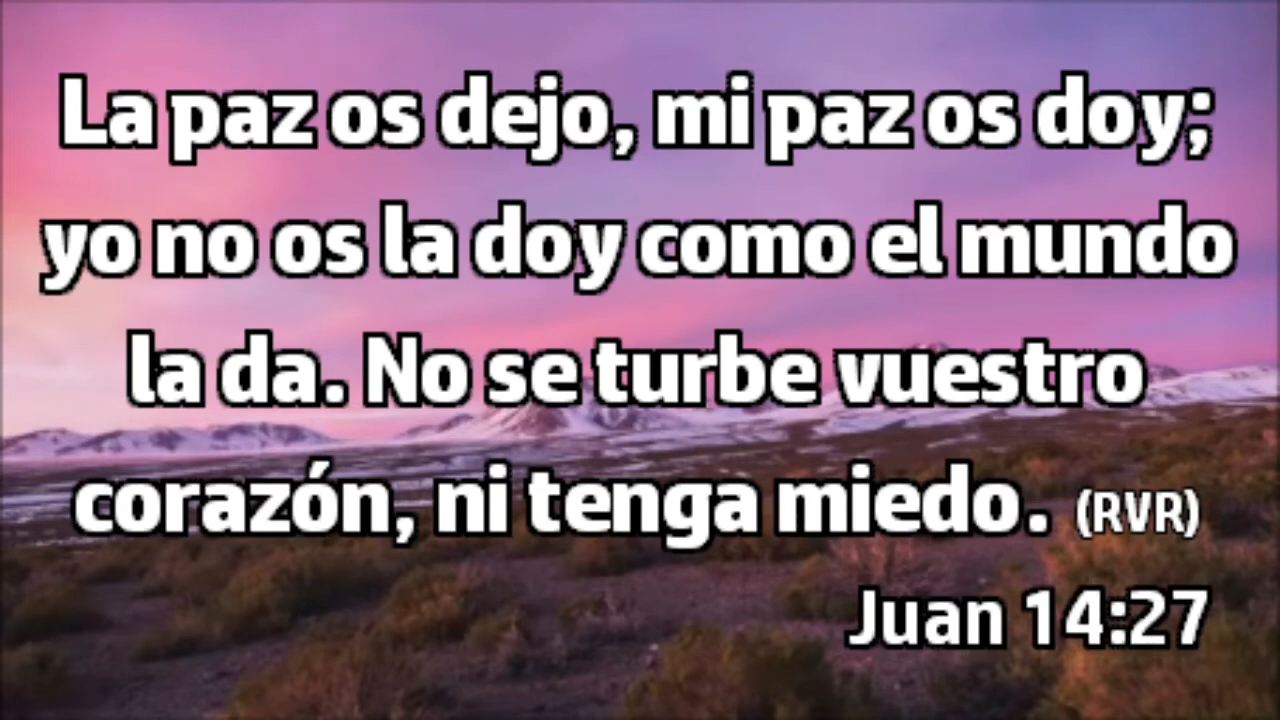 La paz os dejo, mi paz os doy;
yo no os la doy como el mundo
la da. No se turbe vuestro
corazón, ni tenga miedo. (RVR)
Juan 14:27